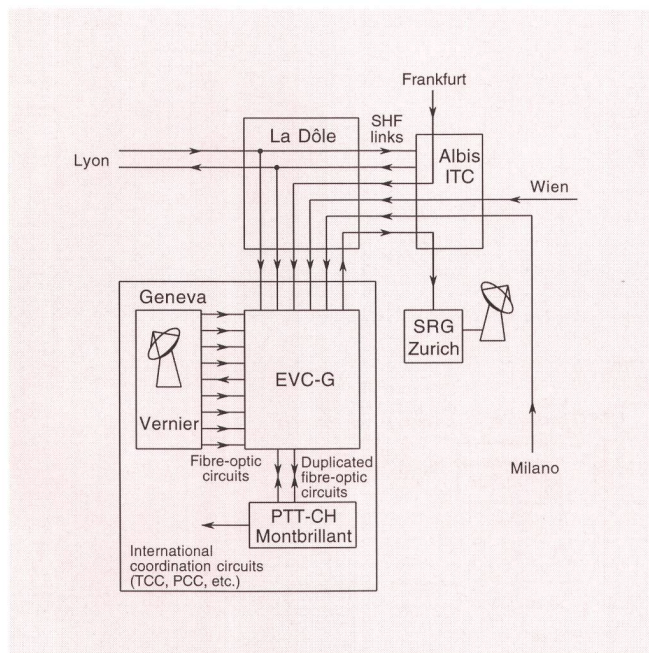 Frankfurt
La Dôle
SHF
links
Lyon
Albis
ITC
Wien
Geneva
SRG
Zurich
EVC-G
Vernier
Fibre-optic
circuits
Duplicated
fibre-optic
circuits
Milano
PTT-CH
Montbrillant
International
coordination circuits
(TCC, PCC, etc.)